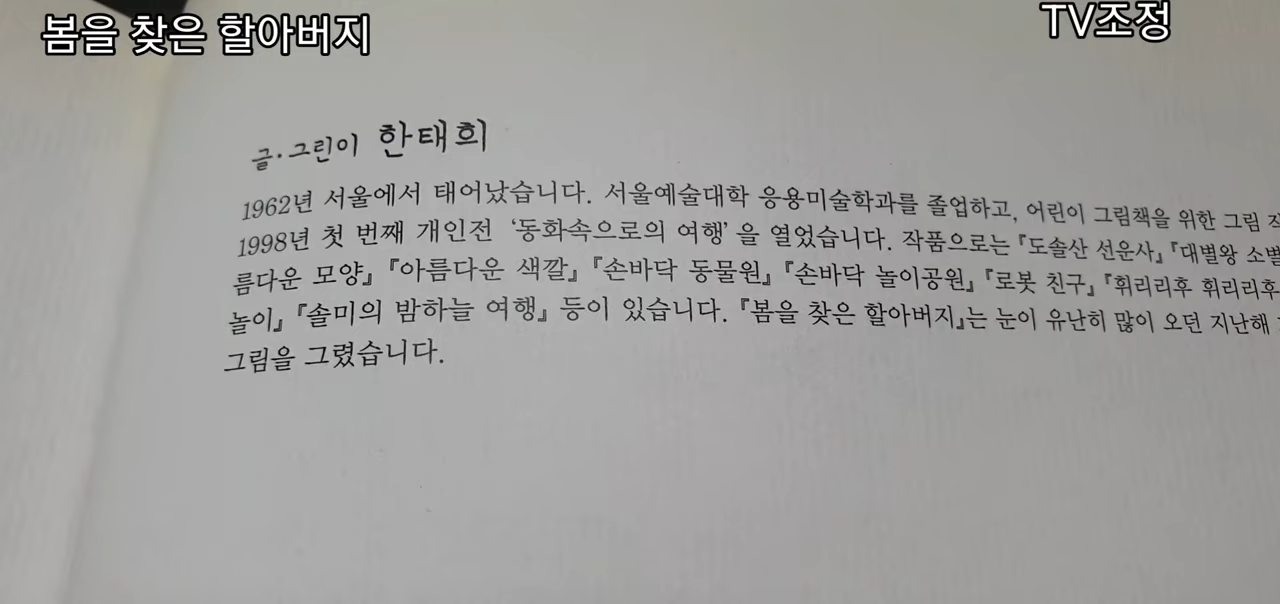 봄을 찾은 할아버지
TV조정
글·그린이 한태희
1962년 서울에서 태어났습니다. 서울예술대학 응용미술학과를 졸업하고, 어린이 그림책을 위한 그림
1998년 첫 번째 개인전 ‘동화속으로의 여행’을 열었습니다. 작품으로는 『도솔산 선운사』 『대별왕 소별
름다운 모양』 『아름다운 색깔』 『손바닥 동물원』 『손바닥 놀이공원』 『로봇 친구』 『휘리리후 휘리리후
놀이』 『솔미의 밤하늘 여행』 등이 있습니다. 『봄을 찾은 할아버지』는 눈이 유난히 많이 오던 지난해
그림을 그렸습니다.